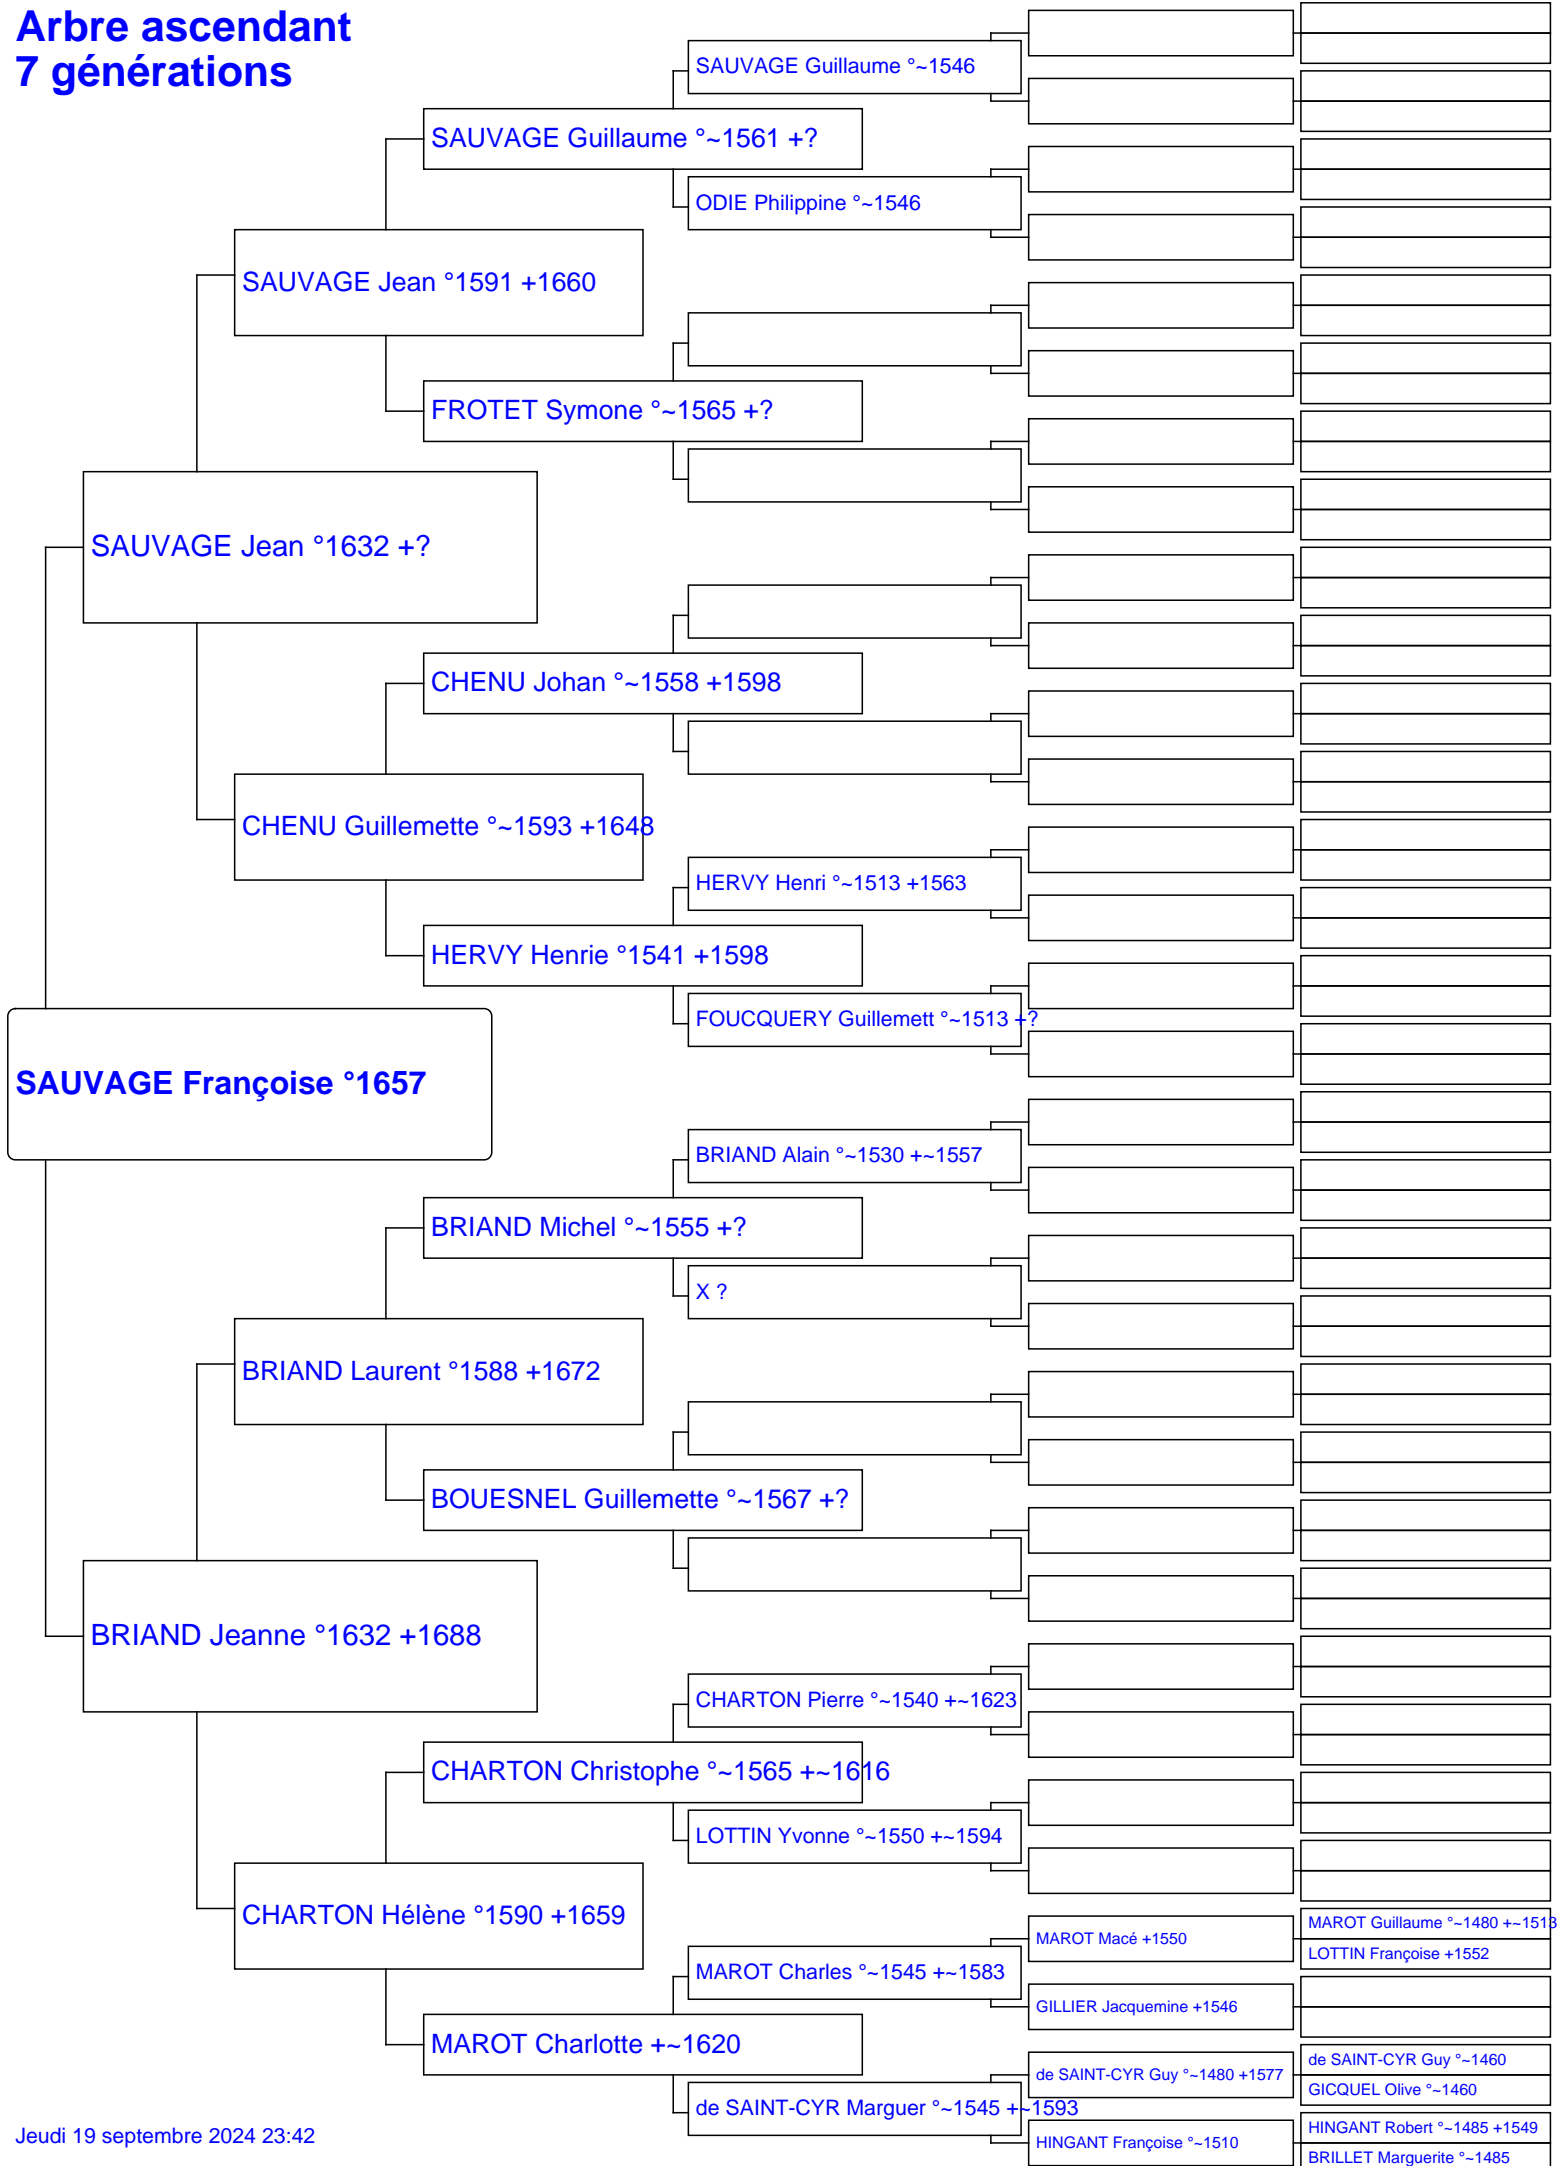 Arbre ascendant
7 générations
SAUVAGE Guillaume °~1546
SAUVAGE Guillaume °~1561 +?
ODIE Philippine °~1546
SAUVAGE Jean °1591 +1660
FROTET Symone °~1565 +?
SAUVAGE Jean °1632 +?
CHENU Johan °~1558 +1598
CHENU Guillemette °~1593 +1648
HERVY Henri °~1513 +1563
HERVY Henrie °1541 +1598
FOUCQUERY Guillemett °~1513 +?
SAUVAGE Françoise °1657
BRIAND Alain °~1530 +~1557
BRIAND Michel °~1555 +?
X ?
BRIAND Laurent °1588 +1672
BOUESNEL Guillemette °~1567 +?
BRIAND Jeanne °1632 +1688
CHARTON Pierre °~1540 +~1623
CHARTON Christophe °~1565 +~1616
LOTTIN Yvonne °~1550 +~1594
CHARTON Hélène °1590 +1659
MAROT Guillaume °~1480 +~1513
MAROT Macé +1550
LOTTIN Françoise +1552
MAROT Charles °~1545 +~1583
GILLIER Jacquemine +1546
MAROT Charlotte +~1620
de SAINT-CYR Guy °~1460
de SAINT-CYR Guy °~1480 +1577
GICQUEL Olive °~1460
de SAINT-CYR Marguer °~1545 +~1593
HINGANT Robert °~1485 +1549
HINGANT Françoise °~1510
BRILLET Marguerite °~1485
Jeudi 19 septembre 2024 23:42